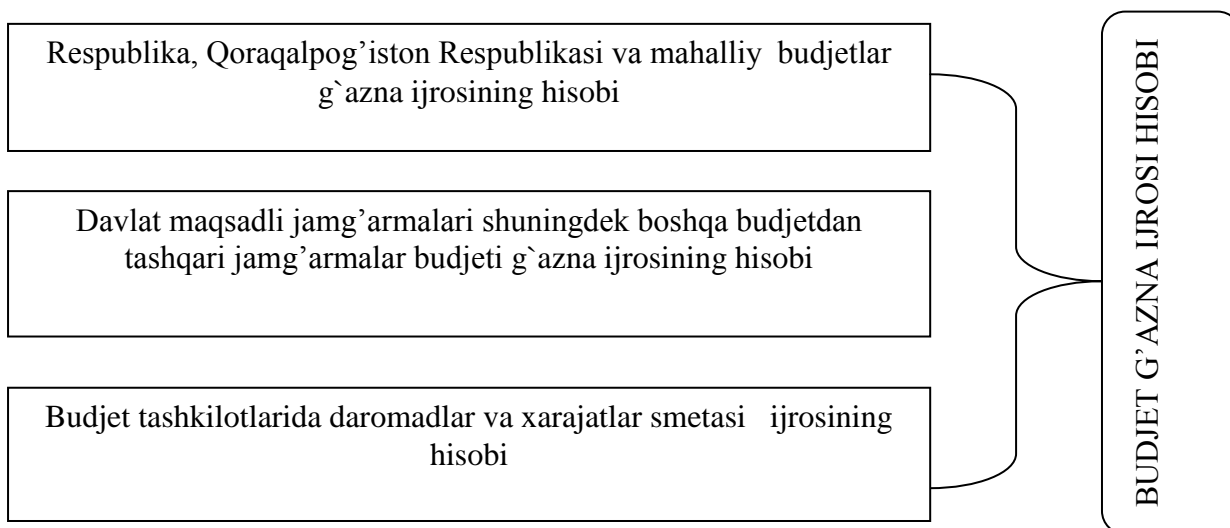 Respublika, Qoraqalpog’iston Respublikasi va mahalliy budjetlar
g`azna ijrosining hisobi
Davlat maqsadli jamg’armalari shuningdek boshqa budjetdan
tashqari jamg’armalar budjeti g`azna ijrosining hisobi
Budjet tashkilotlarida daromadlar va xarajatlar smetasi ijrosining
hisobi
BUDJET G’AZNA IJROSI HISOBI